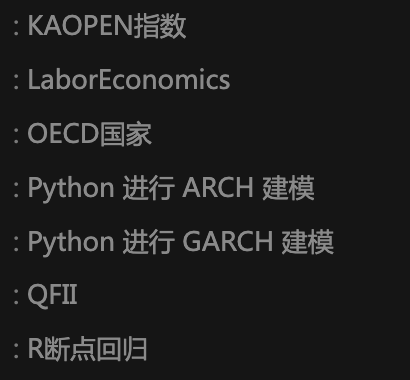 : KAOPEN指数
: LaborEconomics
: OECD国家
: Python 进行 ARCH 建模
: Python 进行 GARCH 建模
: QFII
: R断点回归